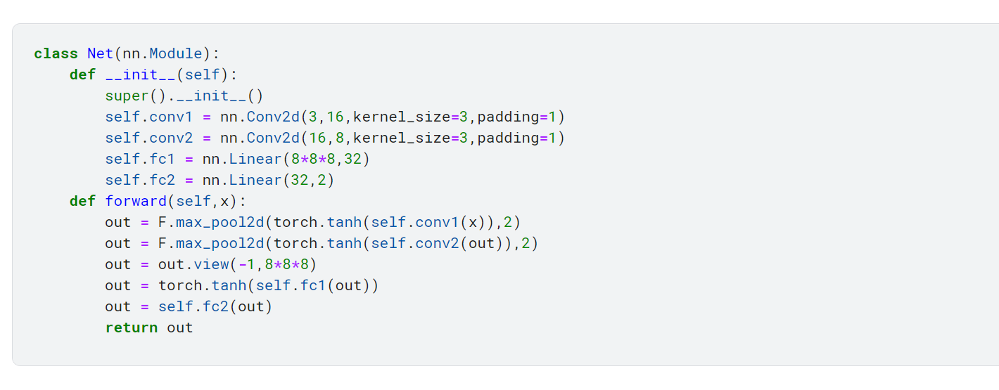 class Net(nn.Module):
    def __init__(self):
        super().__init__()
        self.conv1 = nn.Conv2d(3,16,kernel_size=3,padding=1)
        self.conv2 = nn.Conv2d(16,8,kernel_size=3,padding=1)
        self.fc1 = nn.Linear(8*8*8,32)
        self.fc2 = nn.Linear(32,2)
    def forward(self,x):
        out = F.max_pool2d(torch.tanh(self.conv1(x)),2)
        out = F.max_pool2d(torch.tanh(self.conv2(out)),2)
        out = out.view(-1,8*8*8)
        out = torch.tanh(self.fc1(out))
        out = self.fc2(out)
        return out